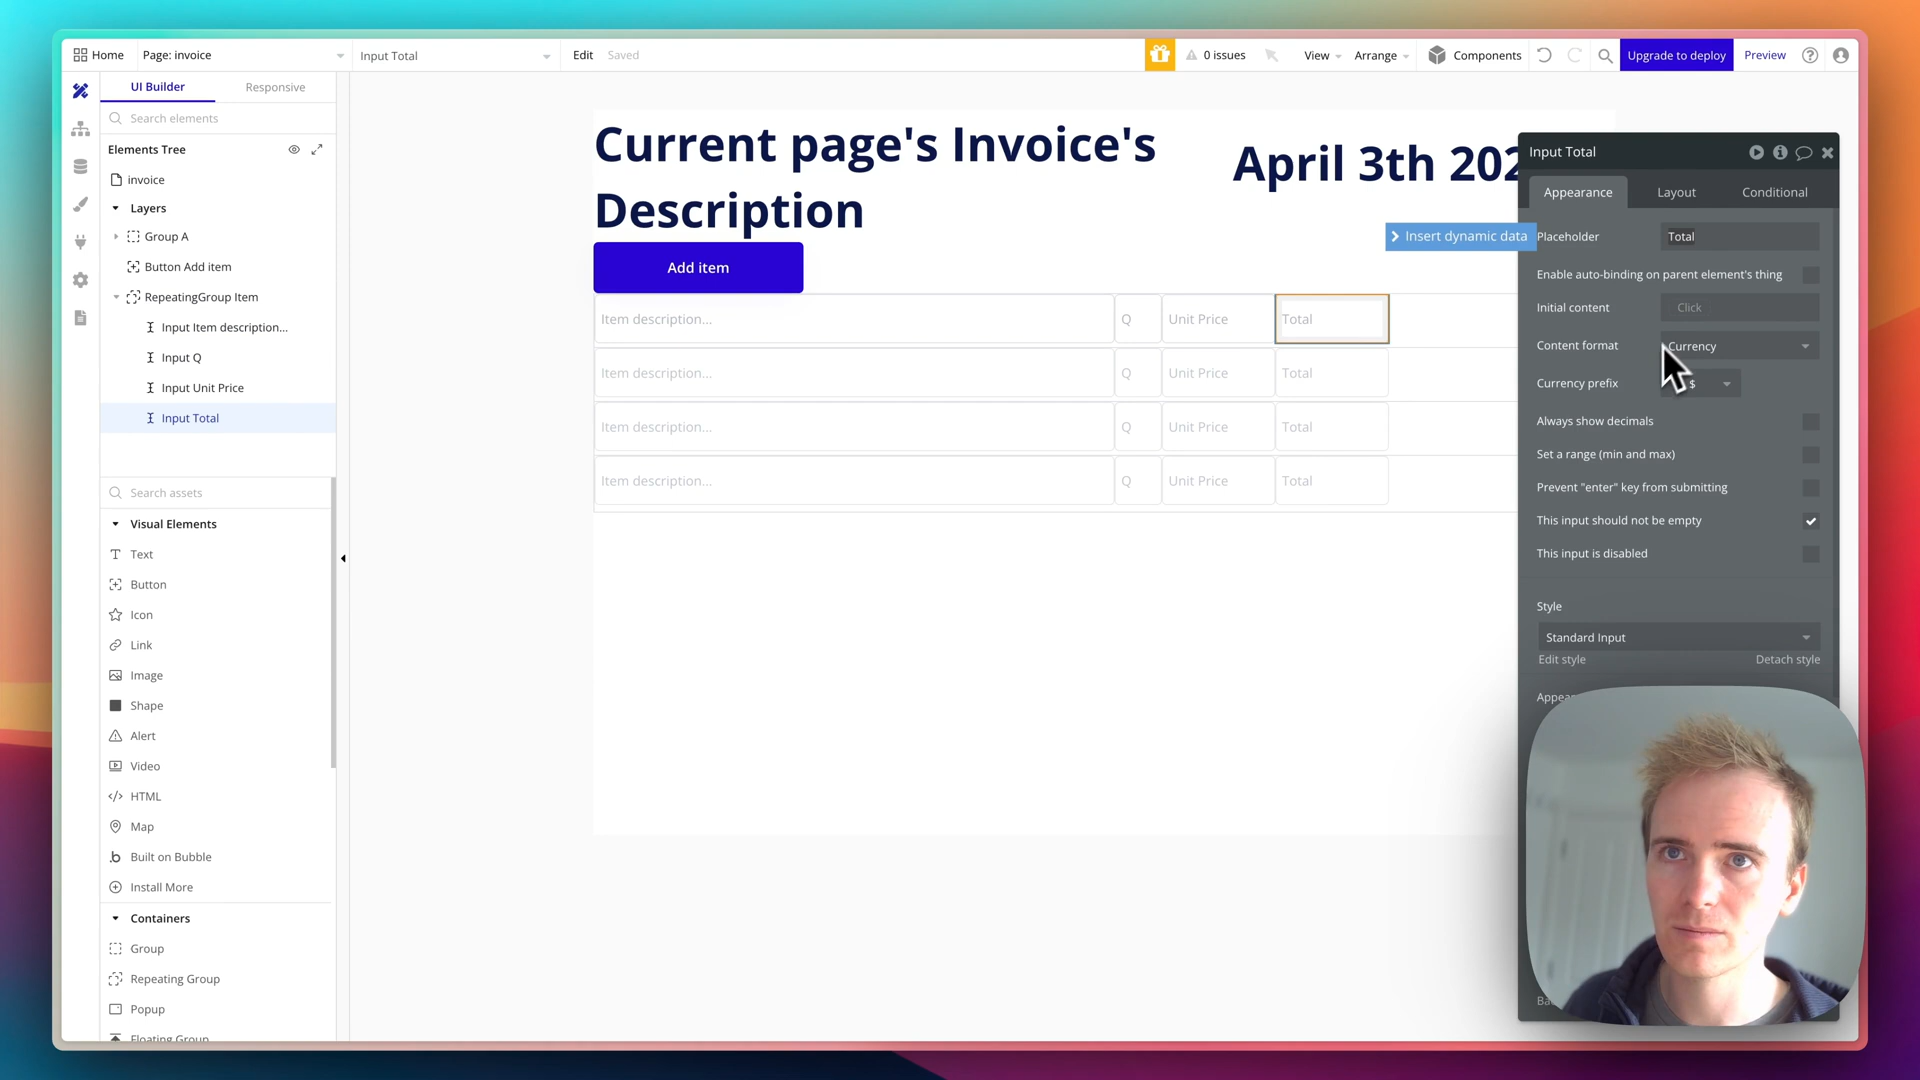 Home
Page: invoice
Input Total
Edit
Saved
0 issues
View
Arrange
Components
Upgrade to deploy
Preview
UI Builder
Responsive
Search elements
Elements Tree
invoice
Layers
Group A
Button Add item
RepeatingGroup Item
Input Item description...
Input Q
Input Unit Price
Input Total
Search assets
Visual Elements
Text
Button
Icon
Link
Image
Shape
Alert
Video
HTML
Map
Built on Bubble
Install More
Containers
Group
Repeating Group
Popup
Floating Group
Current page's Invoice's
Description
April 3th 202
Add item
Item description... Q Unit Price Total
Item description... Q Unit Price Total
Item description... Q Unit Price Total
Item description... Q Unit Price Total
Insert dynamic data
Input Total
Appearance
Layout
Conditional
Placeholder Total
Enable auto-binding on parent element's thing
Initial content Click
Content format Currency
Currency prefix $
Always show decimals
Set a range (min and max)
Prevent "enter" key from submitting
This input should not be empty
This input is disabled
Style
Standard Input
Edit style
Detach style